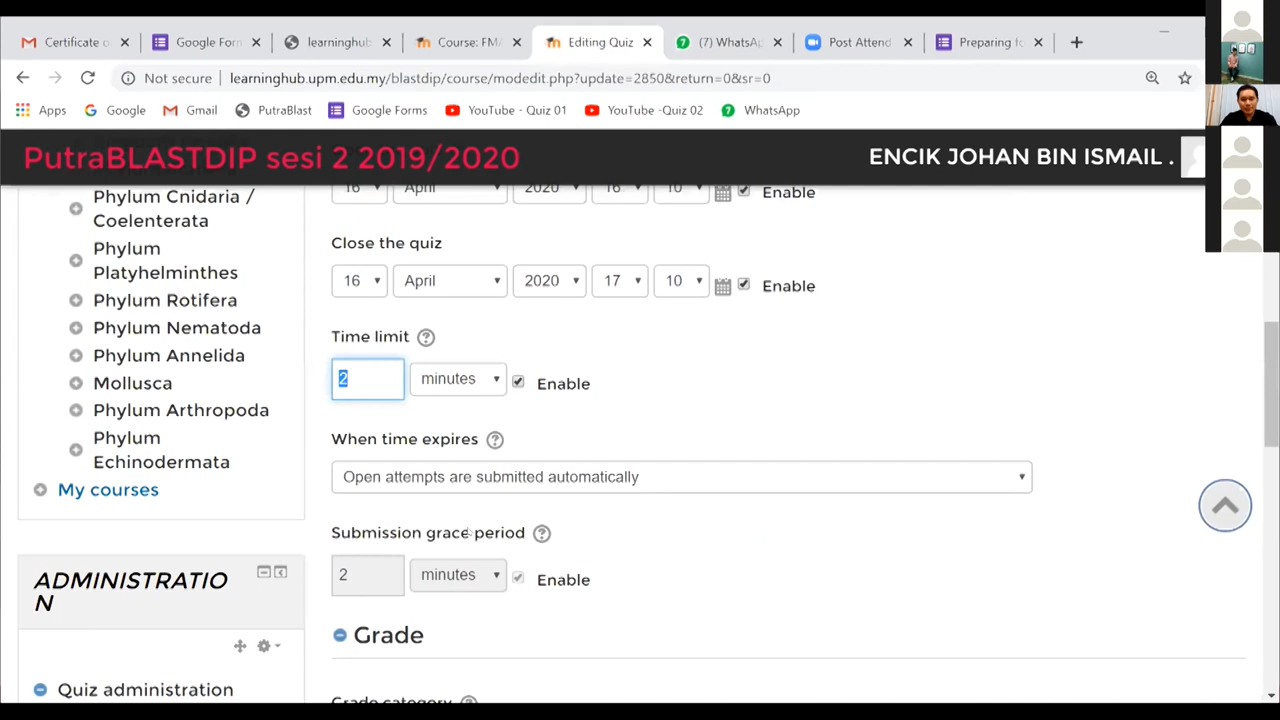 Certificate o
Google For
learninghub
Course: FMA
Editing Quiz
(7) WhatsA
Post Attend
Preparing fo
Not secure
learninghub.upm.edu.my/blastdip/course/modedit.php?update=2850&return=0&sr=0
Apps
Google
Gmail
PutraBlast
Google Forms
YouTube - Quiz 01
YouTube -Quiz 02
WhatsApp
PutraBLASTDIP sesi 2 2019/2020
ENCIK JOHAN BIN ISMAIL .
Phylum Cnidaria /
Coelenterata
Phylum
Platyhelminthes
Phylum Rotifera
Phylum Nematoda
Phylum Annelida
Mollusca
Phylum Arthropoda
Phylum
Echinodermata
My courses
ADMINISTRATIO
N
Quiz administration
16 April 2020 16 10 Enable
Close the quiz
16 April 2020 17 10 Enable
Time limit
2 minutes Enable
When time expires
Open attempts are submitted automatically
Submission grace period
2 minutes Enable
Grade
Grade category